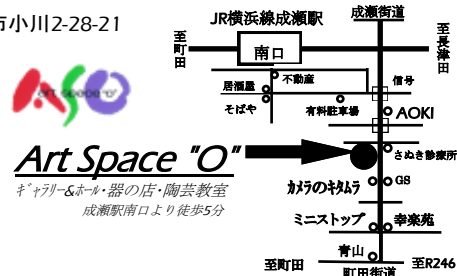 市小川2-28-21
JR横浜線成瀬駅
成瀬街道
至町田
南口
至長津田
居酒屋
不動産
信号
そばや
有料駐車場
AOKI
art space "o"
Art Space "O"
さぬき診療所
ギャラリー&ホール・器の店・陶芸教室
カメラのキタムラ
GS
成瀬駅南口より徒歩5分
ミニストップ
幸楽苑
青山
至町田
町田街道
至R246